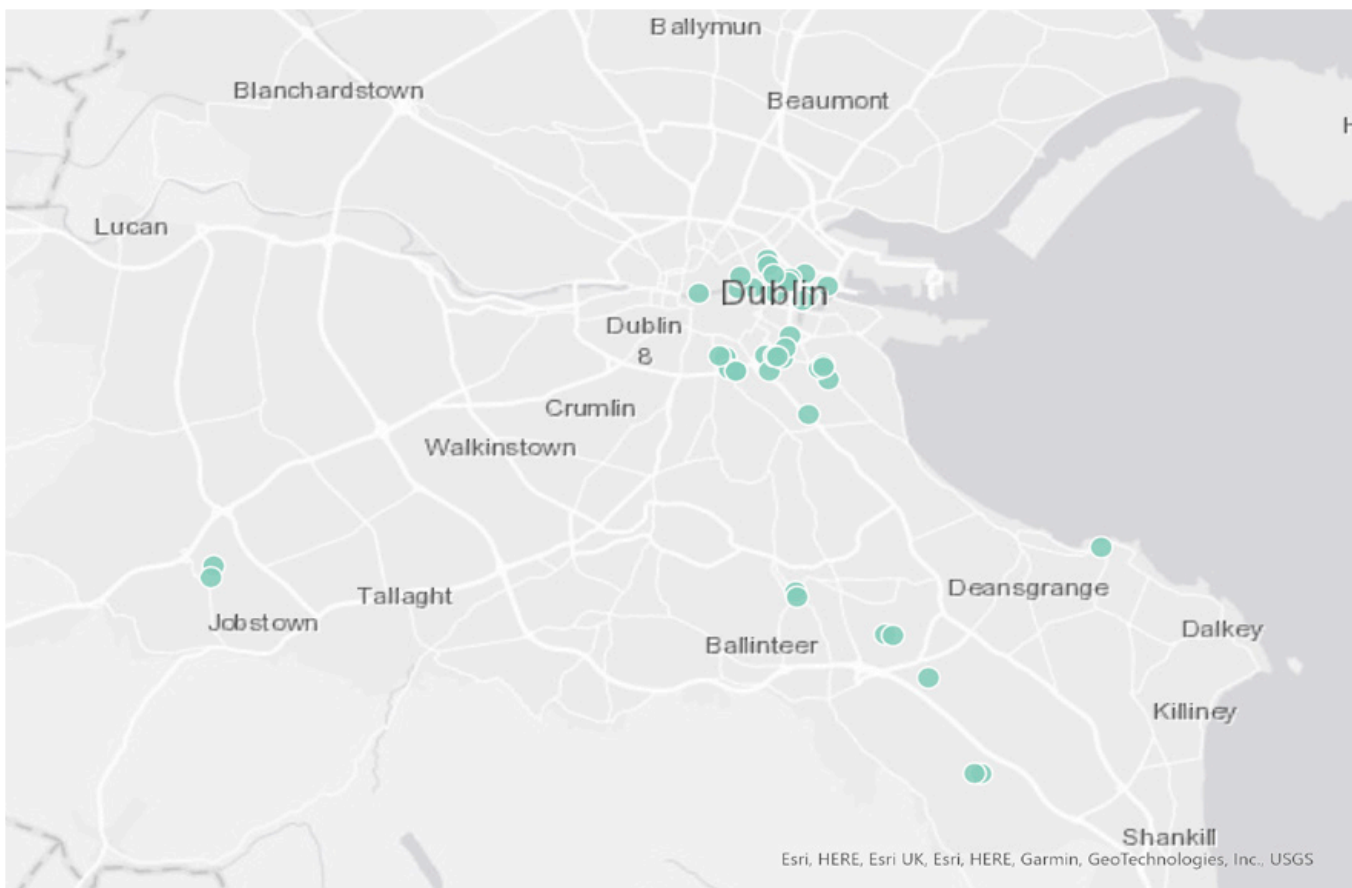 Ballymun
Blanchardstown
Beaumont
H
Lucan
Dublin
Dublin
8
Crumlin
Walkinstown
Deansgrange
Tallaght
Jobstown
Dalkey
Ballinteer
Killiney
Shankill
Esri, HERE, Esri UK, Esri, HERE, Garmin, GeoTechnologies, Inc., USGS